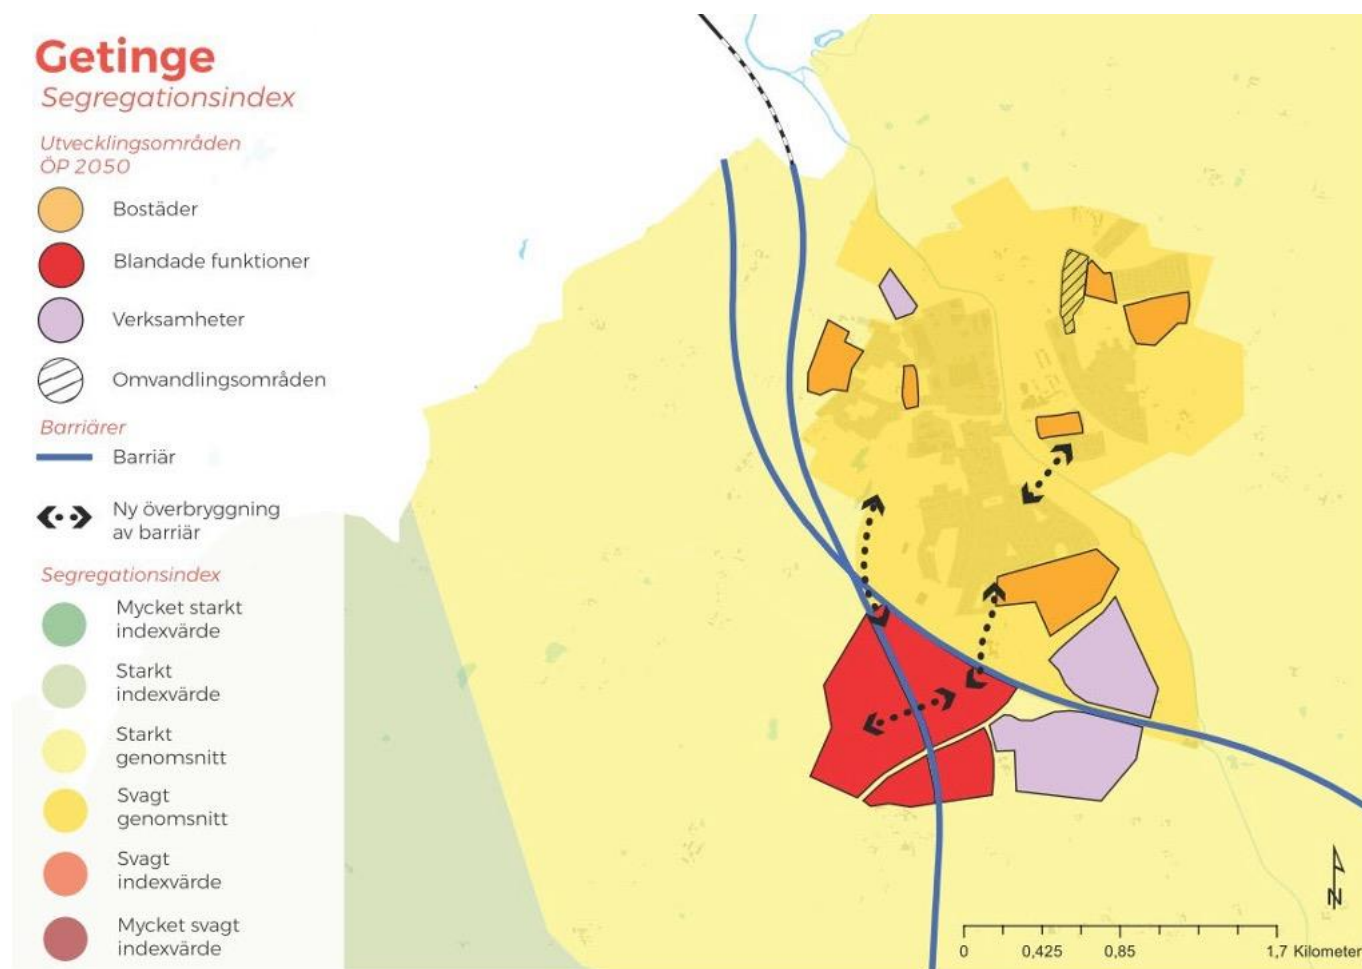 Getinge
Segregationsindex
Utvecklingsområden
ÖP 2050
Bostäder
Blandade funktioner
Verksamheter
Omvandlingsområden
Barriärer
Barriär
Ny överbryggning
av barriär
Segregationsindex
Mycket starkt
indexvärde
Starkt
indexvärde
Starkt
genomsnitt
Svagt
genomsnitt
Svagt
indexvärde
Mycket svagt
indexvärde
N
0 0,425 0,85 1,7 Kilometer